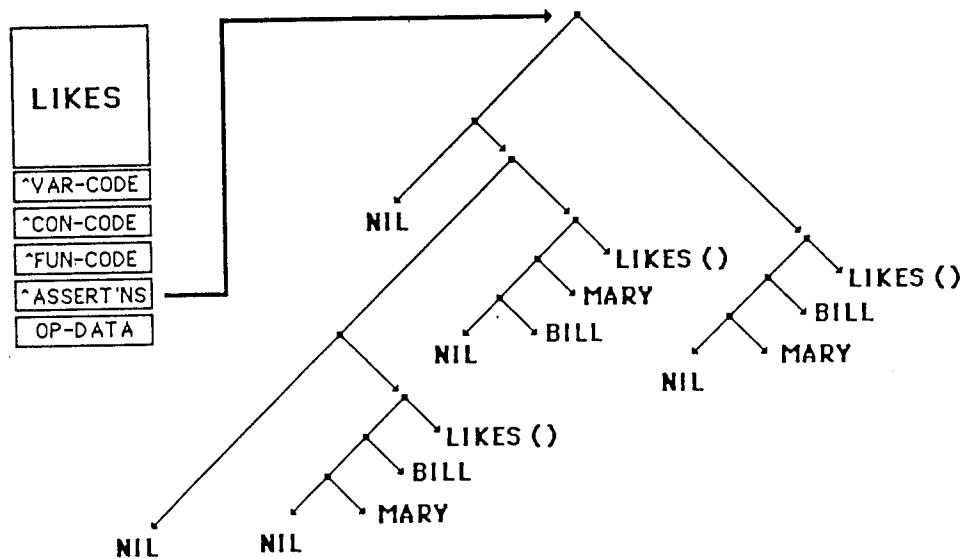 LIKES
^VAR-CODE
^CON-CODE
^FUN-CODE
^ASSERT'NS
OP-DATA
NIL
LIKES ()
MARY
BILL
NIL
LIKES ()
BILL
MARY
NIL
LIKES ()
BILL
MARY
NIL
NIL